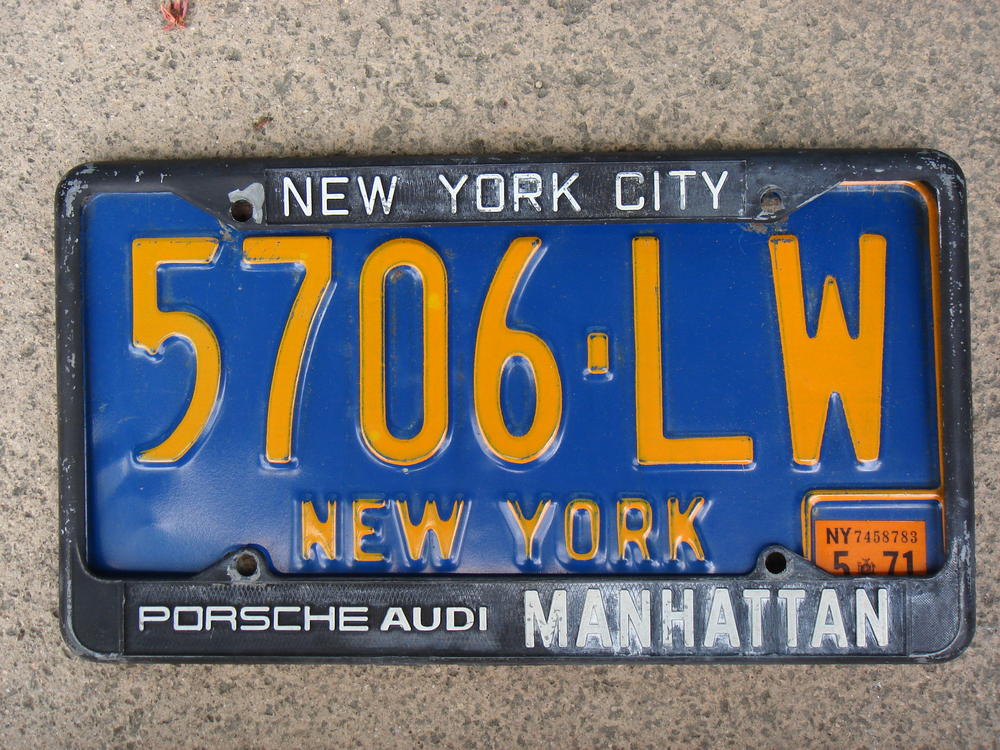 NEW YORK CITY
5706-LW
NEW YORK
NY 7458783
5 71
PORSCHE AUDI MANHATTAN